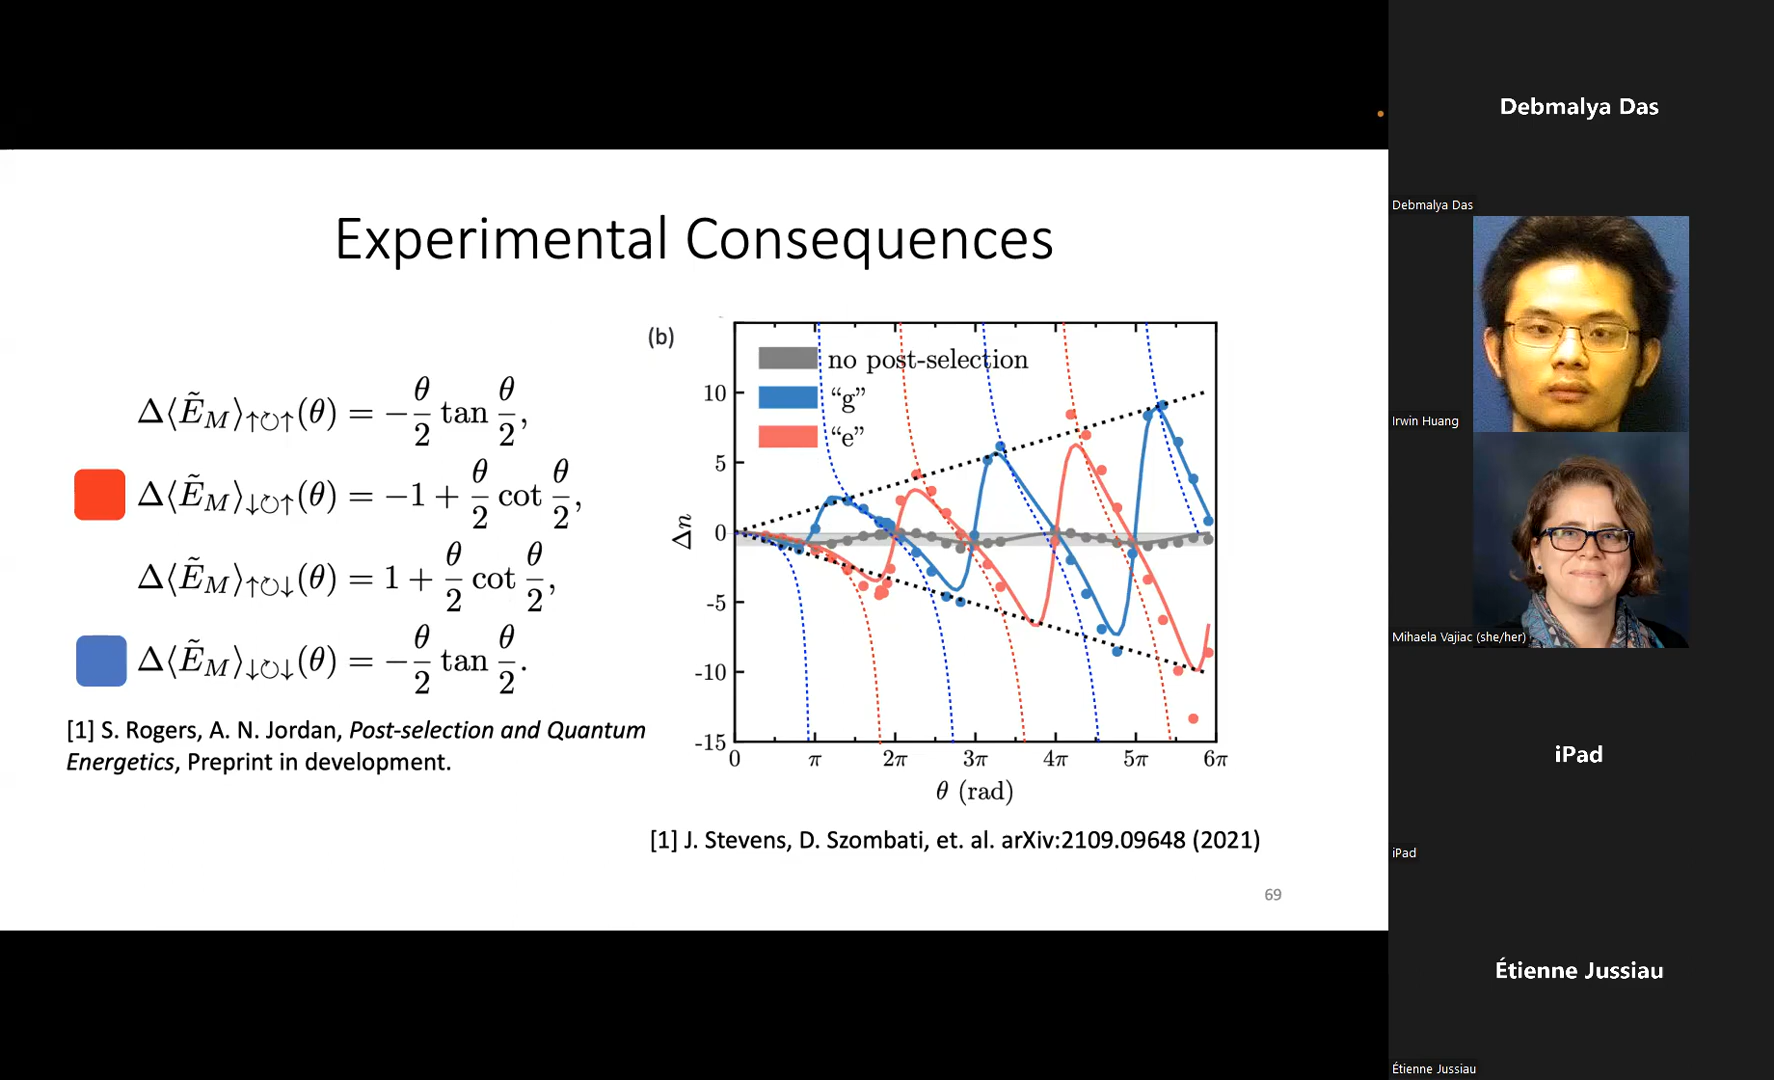 Experimental Consequences
Δ⟨Ẽ_M⟩↑↻↑(θ) = −θ/2 tan θ/2,
Δ⟨Ẽ_M⟩↓↻↑(θ) = −1 + θ/2 cot θ/2,
Δ⟨Ẽ_M⟩↑↻↓(θ) = 1 + θ/2 cot θ/2,
Δ⟨Ẽ_M⟩↓↻↓(θ) = −θ/2 tan θ/2.
[1] S. Rogers, A. N. Jordan, Post-selection and Quantum
Energetics, Preprint in development.
(b)
no post-selection
“g”
“e”
10
5
0
-5
-10
-15
Δn
0 π 2π 3π 4π 5π 6π
θ (rad)
[1] J. Stevens, D. Szombati, et. al. arXiv:2109.09648 (2021)
69
Debmalya Das
Debmalya Das
Irwin Huang
Mihaela Vajiac (she/her)
iPad
iPad
Étienne Jussiau
Étienne Jussiau